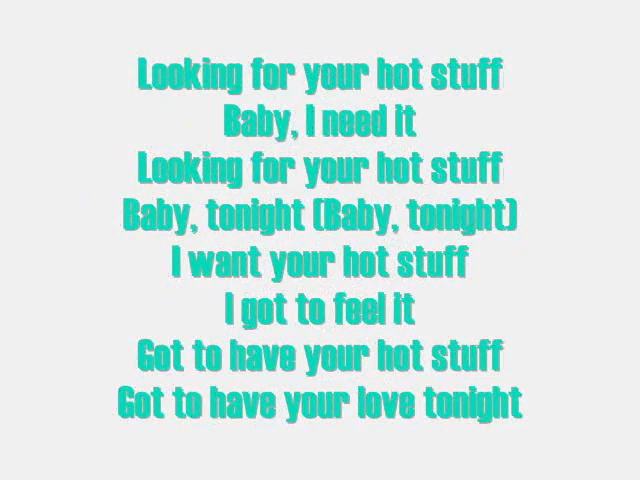 Looking for your hot stuff
Baby, I need it
Looking for your hot stuff
Baby, tonight (Baby, tonight)
I want your hot stuff
I got to feel it
Got to have your hot stuff
Got to have your love tonight